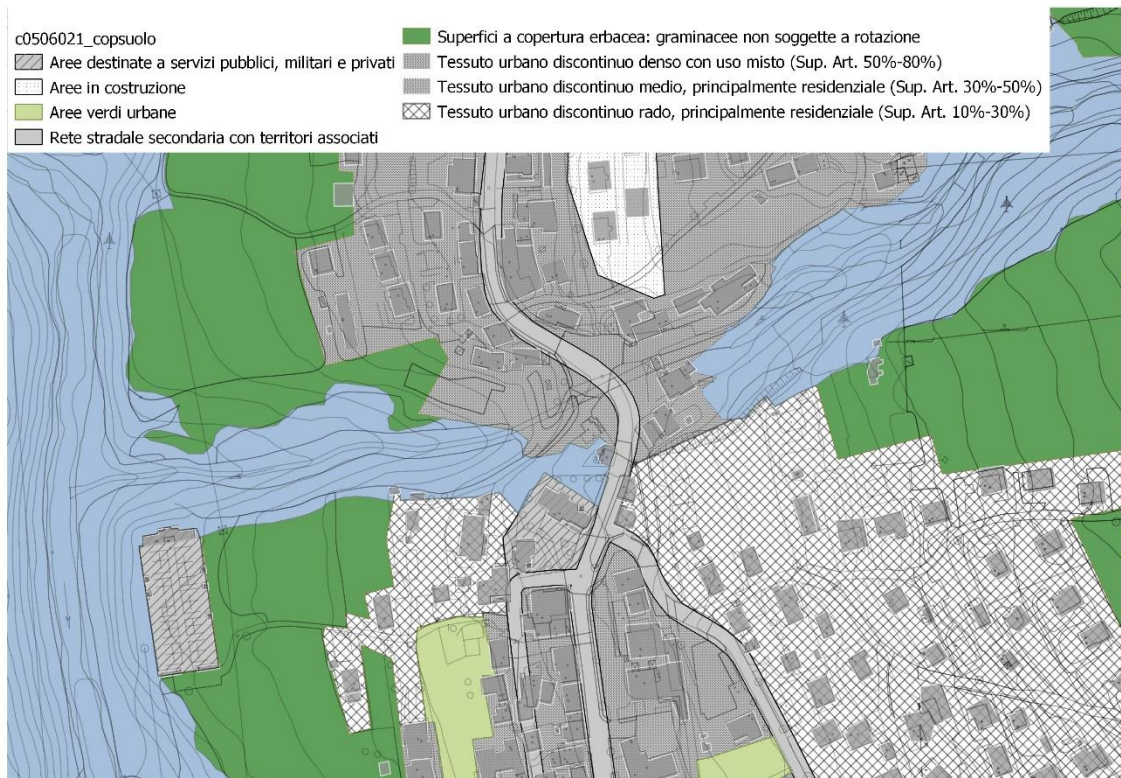 c0506021_copsuolo
Aree destinate a servizi pubblici, militari e privati
Aree in costruzione
Aree verdi urbane
Rete stradale secondaria con territori associati
Superfici a copertura erbacea: graminacee non soggette a rotazione
Tessuto urbano discontinuo denso con uso misto (Sup. Art. 50%-80%)
Tessuto urbano discontinuo medio, principalmente residenziale (Sup. Art. 30%-50%)
Tessuto urbano discontinuo rado, principalmente residenziale (Sup. Art. 10%-30%)